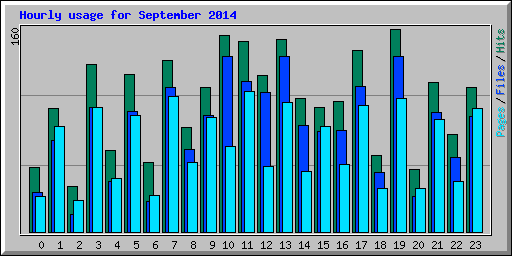 Hourly usage for September 2014
160
Pages/Files/Hits
0 1 2 3 4 5 6 7 8 9 10 11 12 13 14 15 16 17 18 19 20 21 22 23